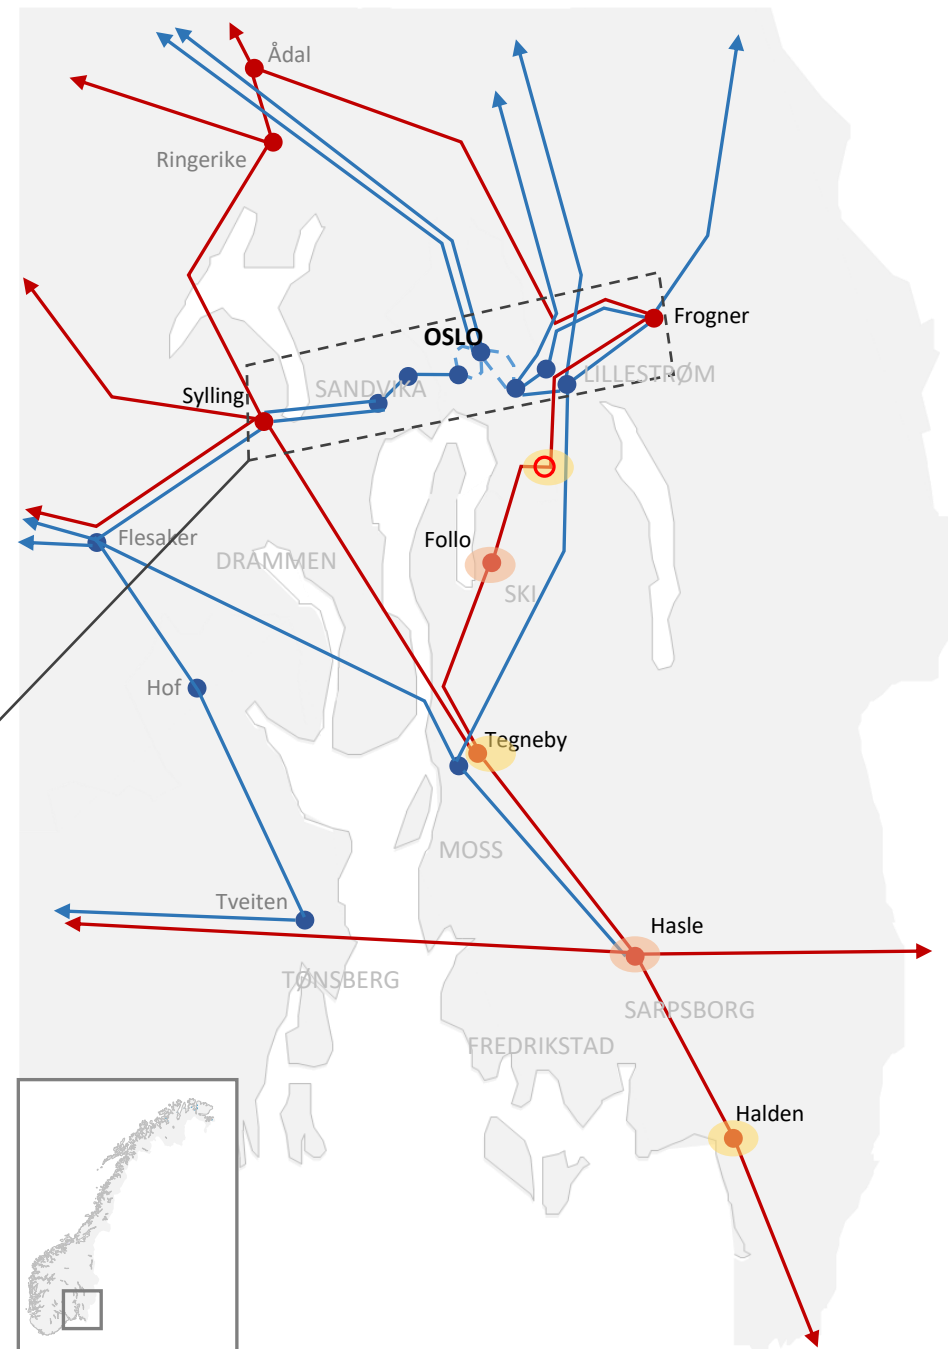 Ådal
Ringerike
Frogner
OSLO
LILLESTRØM
SANDVIKA
Sylling
Flesaker
Follo
DRAMMEN
SKI
Hof
Tegneby
MOSS
Tveiten
Hasle
TØNSBERG
SARPSBORG
FREDRIKSTAD
Halden